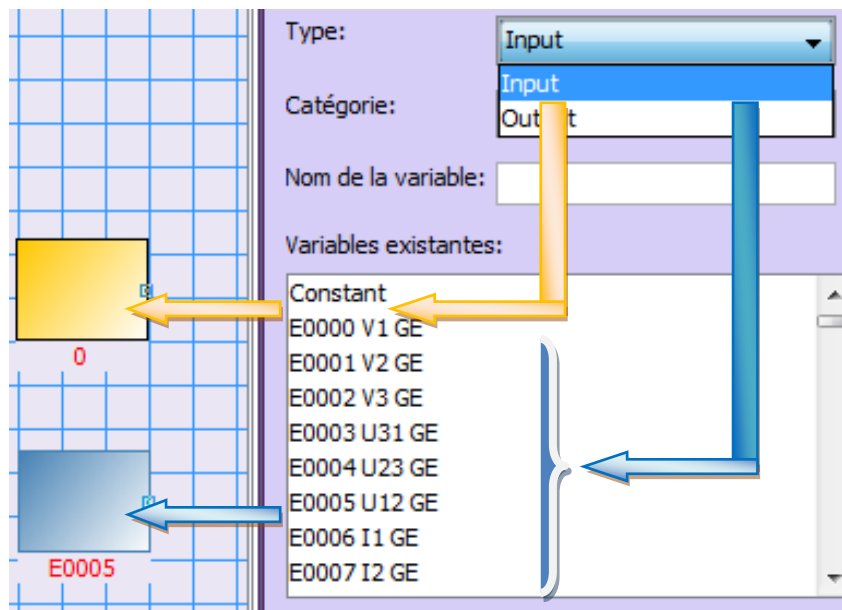 Type:
Input
Input
Catégorie:
Nom de la variable:
Variables existantes:
Constant
E0000 V1 GE
E0001 V2 GE
E0002 V3 GE
E0003 U31 GE
E0004 U23 GE
E0005 U12 GE
E0006 I1 GE
E0007 I2 GE
0
E0005